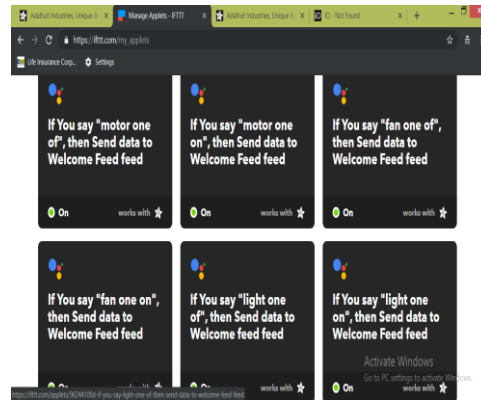 Adafruit Industries, Unique & X
Manage Applets - IFTTT X
Adafruit Industries, Unique & X
IO - Not Found X
https://ifttt.com/my_applets
Life Insurance Corp...
Settings
If You say "motor one
of", then Send data to
Welcome Feed feed
On
works with
If You say "motor one
on", then Send data to
Welcome Feed feed
On
works with
If You say "fan one of",
then Send data to
Welcome Feed feed
On
works with
If You say "fan one on",
then Send data to
Welcome Feed feed
works with
If You say "light one
of", then Send data to
Welcome Feed feed
On
works with
If You say "light one
on", then Send data to
Welcome Feed feed
On
works with
Activate Windows
Go to PC settings to activate Windows.